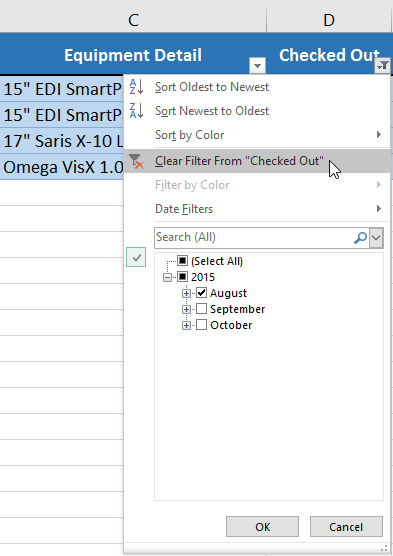 C D
Equipment Detail Checked Out
15" EDI SmartP
15" EDI SmartP
17" Saris X-10 L
Omega VisX 1.0
A
Z
Sort Oldest to Newest
Z
A
Sort Newest to Oldest
Sort by Color
Clear Filter From "Checked Out"
Filter by Color
Date Filters
Search (All)
(Select All)
2015
August
September
October
OK Cancel